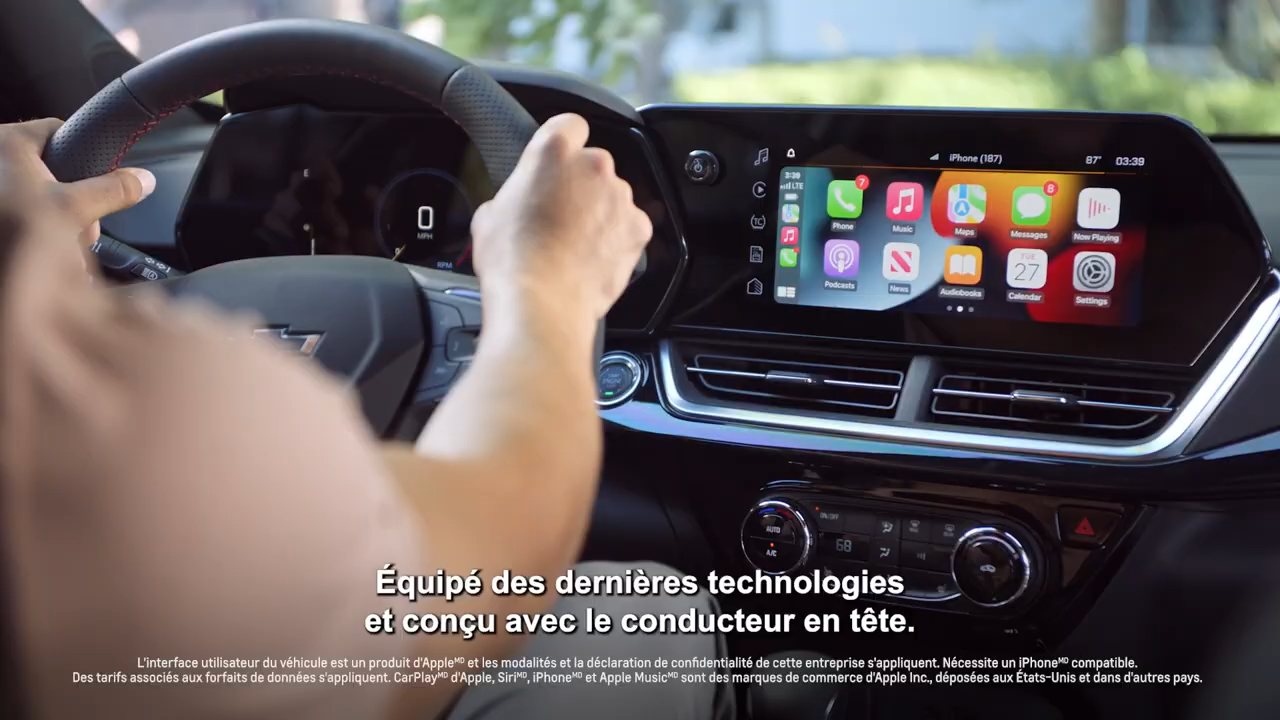 iPhone (187) 87° 03:39
3:39
LTE
7
8
Phone Music Maps Messages Now Playing
TUE
27
Podcasts News Audiobooks Calendar Settings
TC
E
0
MPH
RPM
AUTO
A/C
ON/OFF
68
Équipé des dernières technologies
et conçu avec le conducteur en tête.
L'interface utilisateur du véhicule est un produit d'Apple MD et les modalités et la déclaration de confidentialité de cette entreprise s'appliquent. Nécessite un iPhone MD compatible.
Des tarifs associés aux forfaits de données s'appliquent. CarPlay MD d'Apple, Siri MD, iPhone MD et Apple Music MD sont des marques de commerce d'Apple Inc., déposées aux États-Unis et dans d'autres pays.